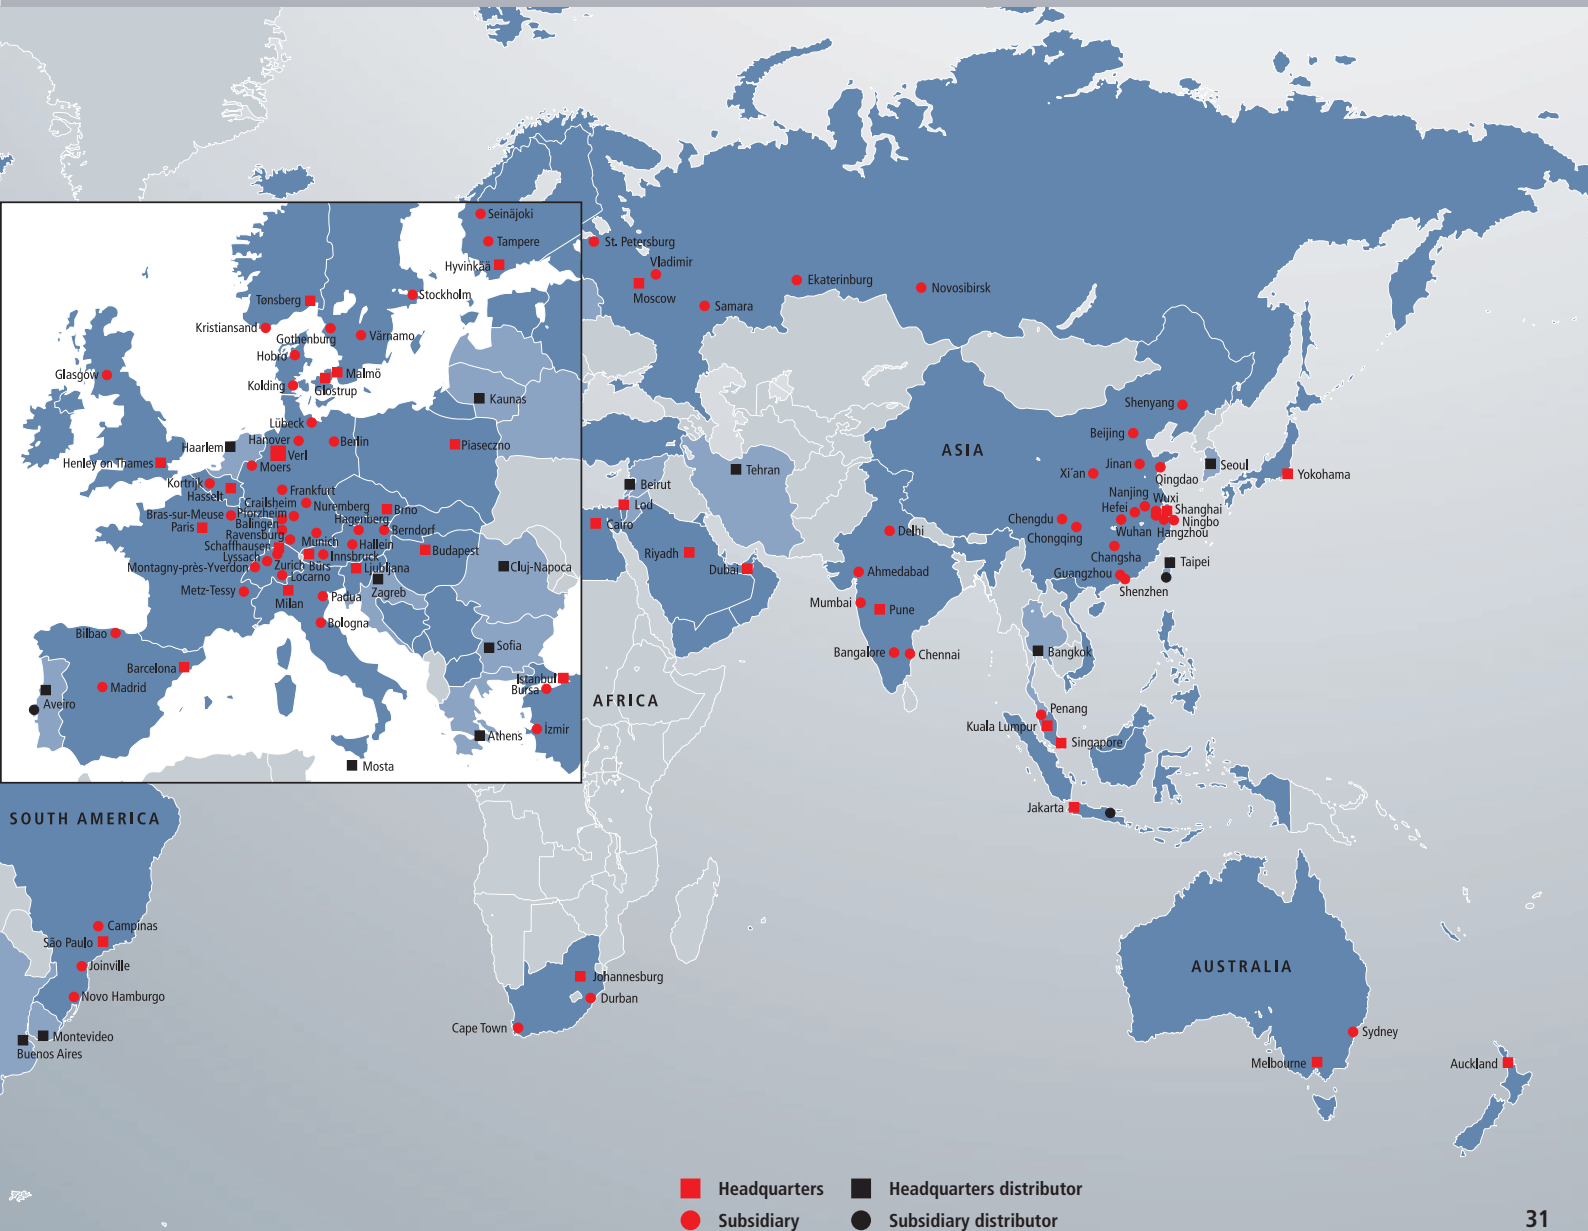 Seinäjoki
Tampere
Hyvinkää
Stockholm
Tønsberg
Kristiansand
Gothenburg
Värnamo
Hobro
Malmö
Kolding
Glostrup
Glasgow
Kaunas
Lübeck
Hanover
Berlin
Haarlem
Verl
Piaseczno
Henley on Thames
Moers
Kortrijk
Frankfurt
Hasselt
Crailsheim
Nuremberg
Brno
Bras-sur-Meuse
Pforzheim
Hagenberg
Paris
Balingen
Berndorf
Ravensburg
Munich
Hallein
Schaffhausen
Innsbruck
Budapest
Lyssach
Zurich
Bürs
Ljubljana
Montagny-près-Yverdon
Locarno
Cluj-Napoca
Metz-Tessy
Milan
Padua
Zagreb
Bologna
Bilbao
Sofia
Barcelona
Istanbul
Madrid
Bursa
Aveiro
İzmir
Athens
Mosta
St. Petersburg
Vladimir
Moscow
Samara
Ekaterinburg
Novosibirsk
ASIA
Shenyang
Beijing
Jinan
Xi´an
Qingdao
Seoul
Yokohama
Nanjing
Wuxi
Hefei
Shanghai
Chengdu
Ningbo
Chongqing
Wuhan
Hangzhou
Changsha
Taipei
Guangzhou
Shenzhen
Tehran
Beirut
Lod
Cairo
Riyadh
Dubai
Delhi
Ahmedabad
Mumbai
Pune
Bangalore
Chennai
Bangkok
Penang
Kuala Lumpur
Singapore
Jakarta
AFRICA
SOUTH AMERICA
Campinas
São Paulo
Joinville
Novo Hamburgo
Montevideo
Buenos Aires
Johannesburg
Durban
Cape Town
AUSTRALIA
Sydney
Melbourne
Auckland
Headquarters
Headquarters distributor
Subsidiary
Subsidiary distributor
31